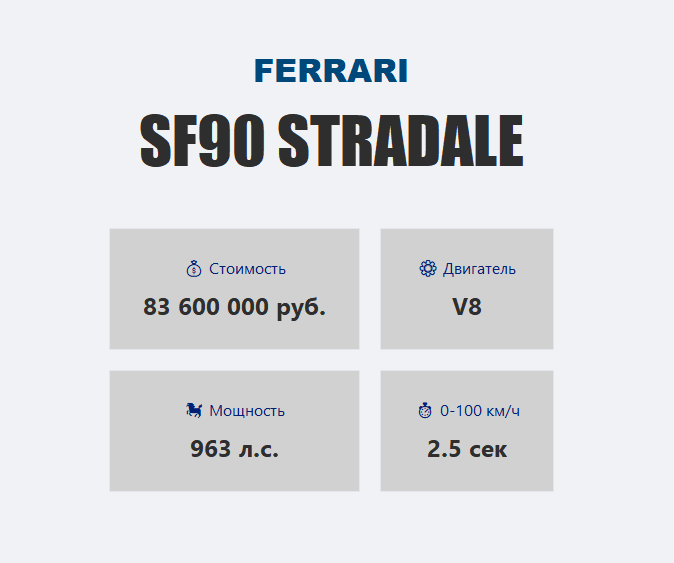 FERRARI
SF90 STRADALE
Стоимость
83 600 000 руб.
Двигатель
V8
Мощность
963 л.с.
0-100 км/ч
2.5 сек